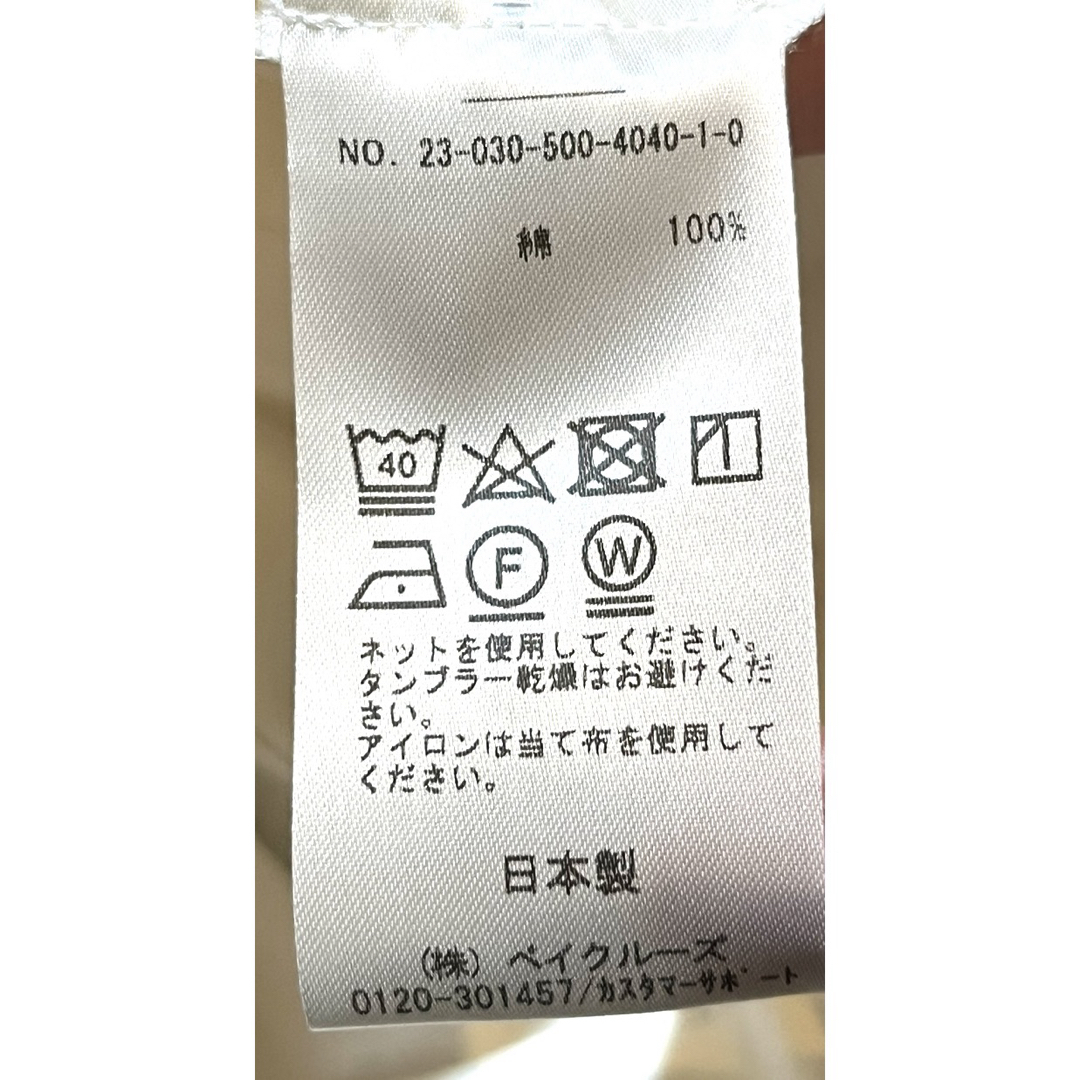 NO. 23-030-500-4040-1-0
綿 100%
40
F W
ネットを使用してください。
タンブラー乾燥はお避けくだ
さい。
アイロンは当て布を使用して
ください。
日本製
(株) ベイクルーズ
0120-301457/カスタマーサポート